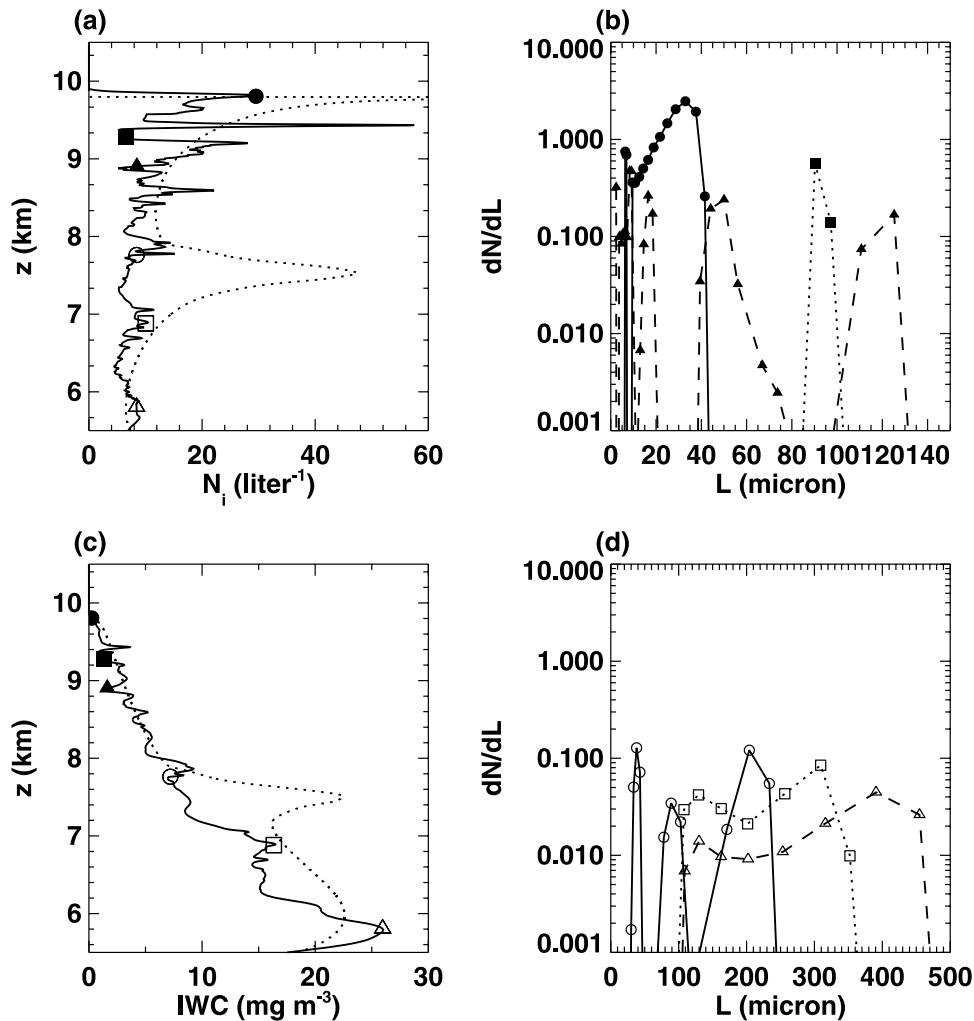 (a)
10
9
8
7
6
z (km)
0 20 40 60
N_i (liter⁻¹)
(b)
10.000
1.000
0.100
0.010
0.001
dN/dL
0 20 40 60 80 100 120 140
L (micron)
(c)
10
9
8
7
6
z (km)
0 10 20 30
IWC (mg m⁻³)
(d)
10.000
1.000
0.100
0.010
0.001
dN/dL
0 100 200 300 400 500
L (micron)